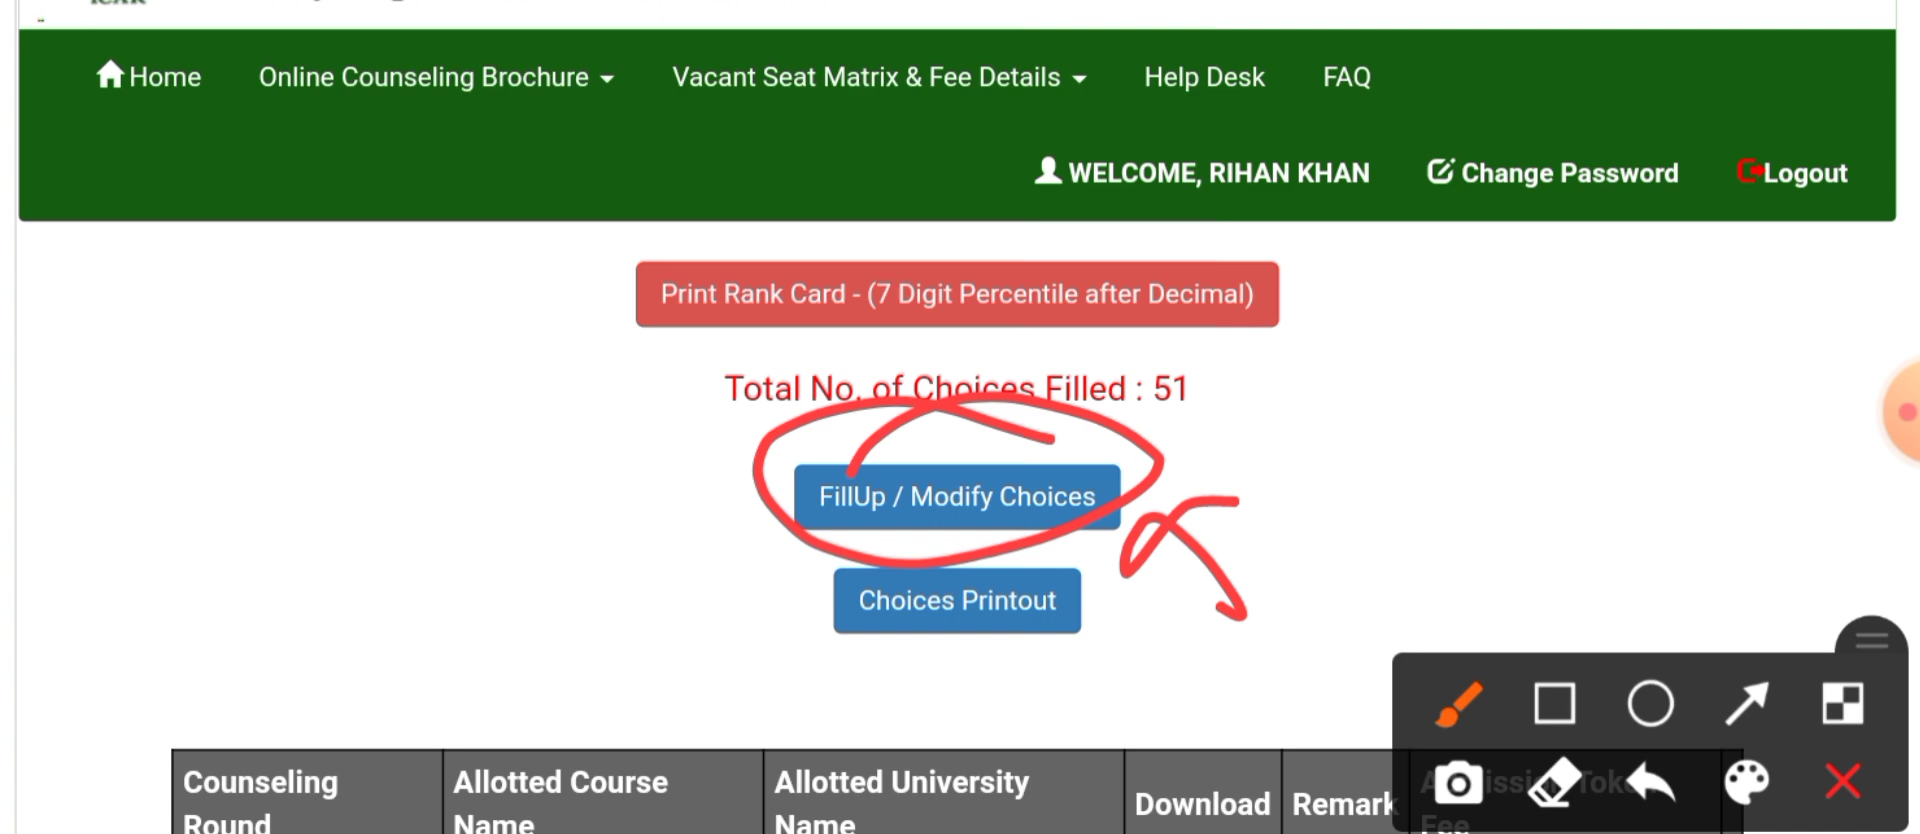 Home Online Counseling Brochure Vacant Seat Matrix & Fee Details Help Desk FAQ
WELCOME, RIHAN KHAN Change Password Logout
Print Rank Card - (7 Digit Percentile after Decimal)
Total No. of Choices Filled : 51
FillUp / Modify Choices
Choices Printout
Counseling Round
Allotted Course Name
Allotted University Name
Download
Remark
Fee